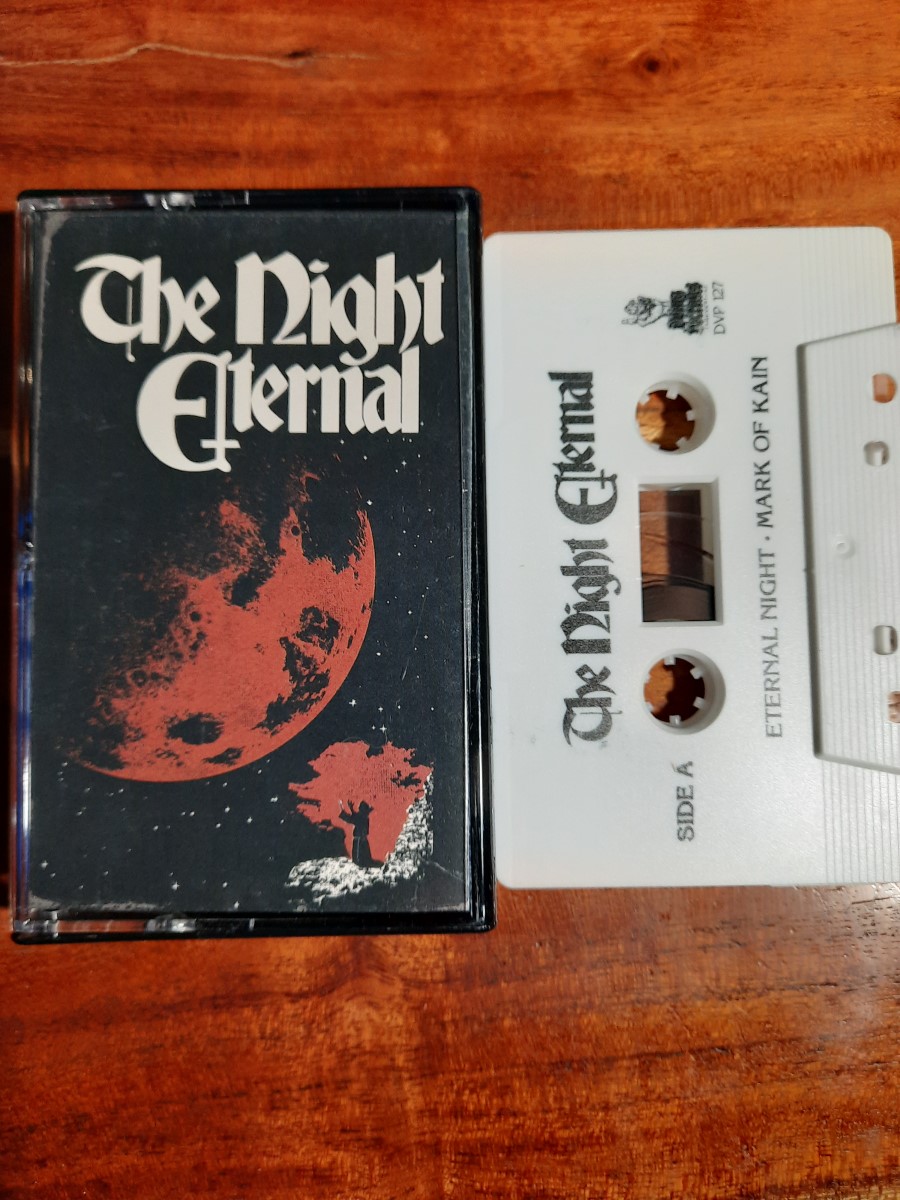 The Night
Eternal
DVP 127
The Night Eternal
SIDE A
ETERNAL NIGHT · MARK OF KAIN